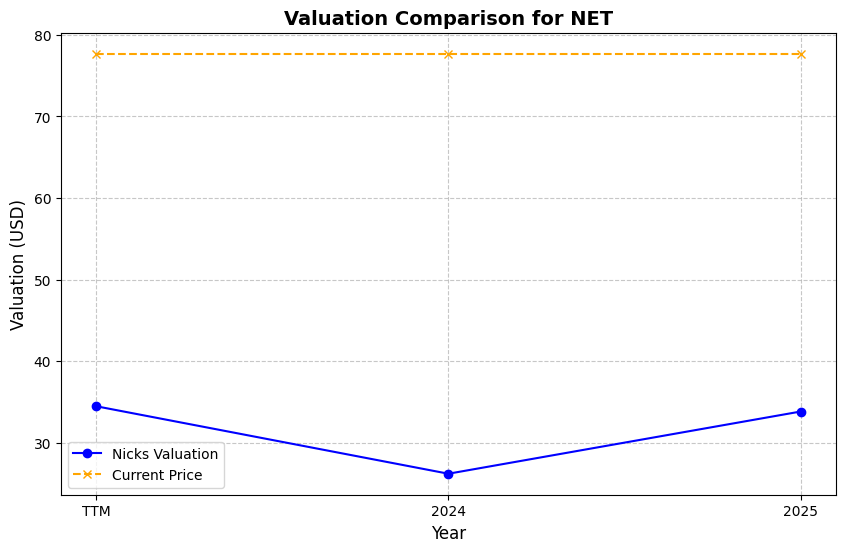 Valuation Comparison for NET
Valuation (USD)
80
70
60
50
40
30
Nicks Valuation
Current Price
TTM
2024
2025
Year